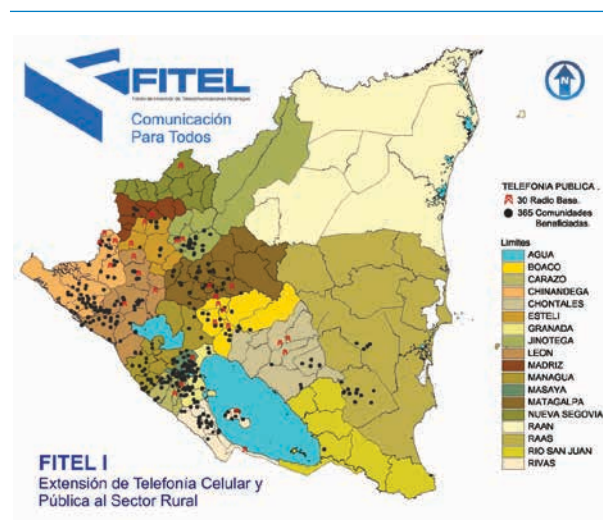 FITEL
Fondo de Inversión de Telecomunicaciones Nicaragua
Comunicación
Para Todos
N
TELEFONIA PUBLICA .
30 Radio Base.
365 Comunidades
Beneficiadas.
Limites
AGUA
BOACO
CARAZO
CHINANDEGA
CHONTALES
ESTELI
GRANADA
JINOTEGA
LEON
MADRIZ
MANAGUA
MASAYA
MATAGALPA
NUEVA SEGOVIA
RAAN
RAAS
RIO SAN JUAN
RIVAS
FITEL I
Extensión de Telefonía Celular y
Pública al Sector Rural